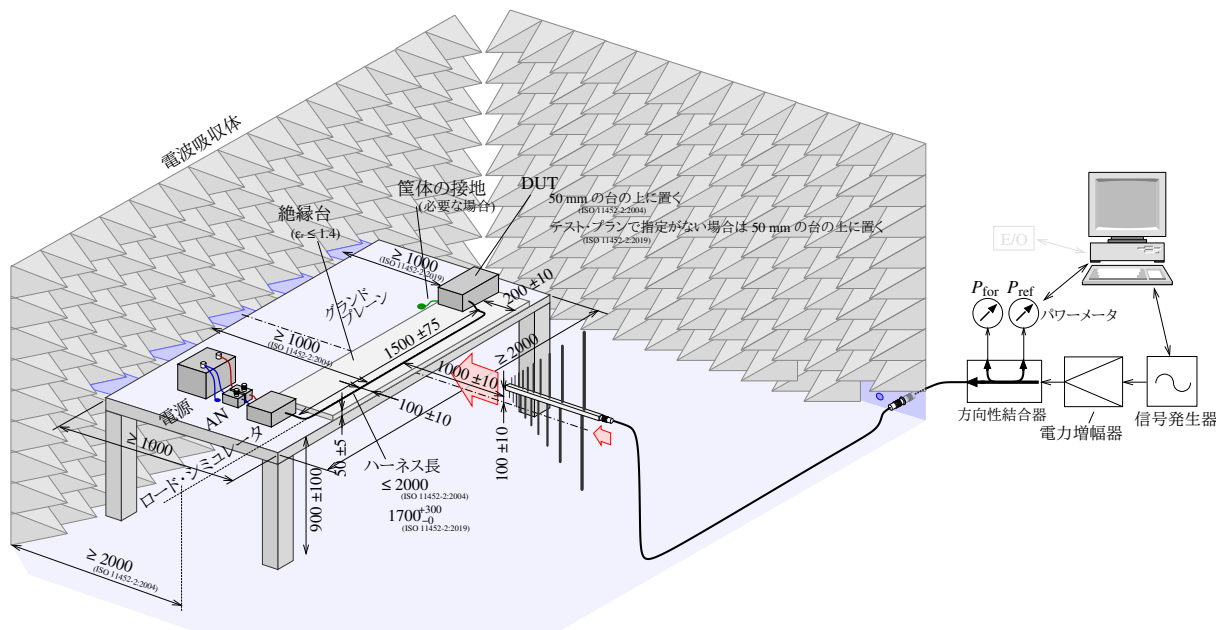 電波吸収体
筐体の接地
(必要な場合)
DUT
50 mm の台の上に置く
(ISO 11452-2:2004)
テスト・プランで指定がない場合は 50 mm の台の上に置く
(ISO 11452-2:2019)
絶縁台
(εr ≤ 1.4)
≥ 1000
(ISO 11452-2:2019)
200 ±10
グランド
プレーン
≥ 1000
(ISO 11452-2:2004)
1500 ±75
≥ 2000
1000 ±10
100 ±10
100 ±10
電源
AN
ロード・シミュレータ
≥ 1000
50 ±5
900 ±100
ハーネス長
≤ 2000
(ISO 11452-2:2004)
1700 +300 −0
(ISO 11452-2:2019)
≥ 2000
(ISO 11452-2:2004)
E/O
Pfor
Pref
パワーメータ
方向性結合器
電力増幅器
信号発生器